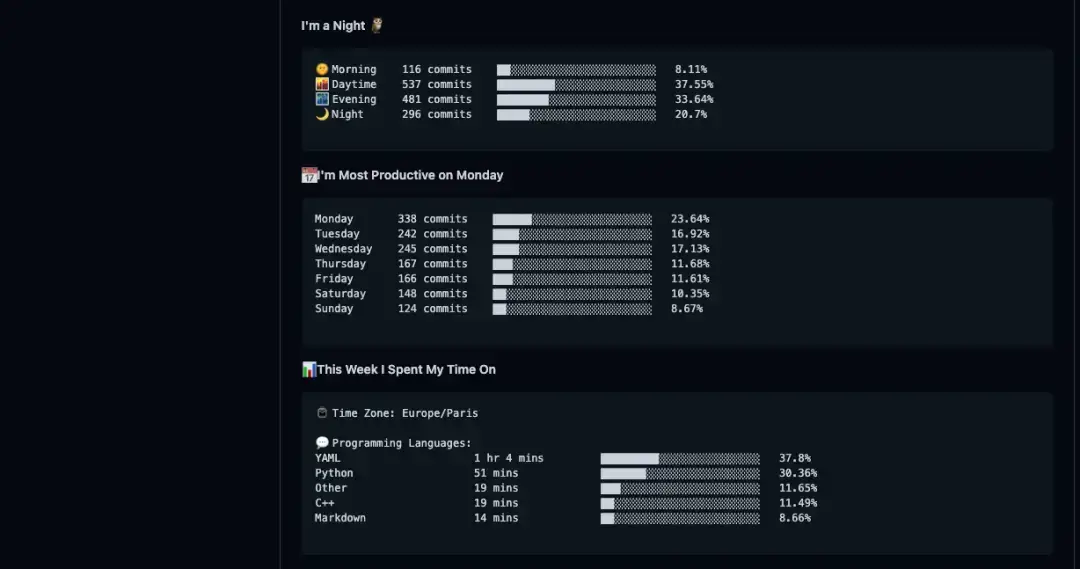 I'm a Night 🦉
🌞 Morning 116 commits 8.11%
🌆 Daytime 537 commits 37.55%
🌃 Evening 481 commits 33.64%
🌙 Night 296 commits 20.7%
📅 I'm Most Productive on Monday
Monday 338 commits 23.64%
Tuesday 242 commits 16.92%
Wednesday 245 commits 17.13%
Thursday 167 commits 11.68%
Friday 166 commits 11.61%
Saturday 148 commits 10.35%
Sunday 124 commits 8.67%
📊 This Week I Spent My Time On
Time Zone: Europe/Paris
💬 Programming Languages:
YAML 1 hr 4 mins 37.8%
Python 51 mins 30.36%
Other 19 mins 11.65%
C++ 19 mins 11.49%
Markdown 14 mins 8.66%